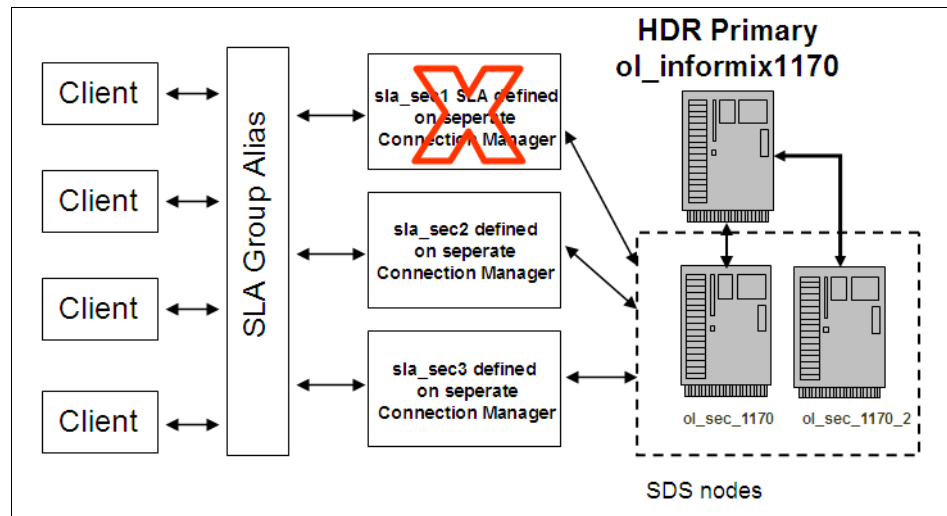 HDR Primary
ol_informix1170
Client
Client
Client
Client
SLA Group Alias
sla_sec1 SLA defined
on seperate
Connection Manager
sla_sec2 defined
on seperate
Connection Manager
sla_sec3 defined
on seperate
Connection Manager
ol_sec_1170
ol_sec_1170_2
SDS nodes